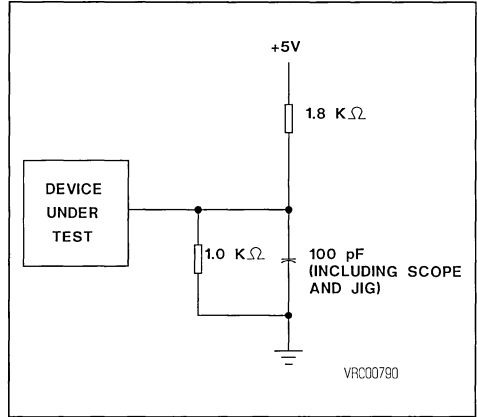 +5V
1.8 KΩ
DEVICE
UNDER
TEST
1.0 KΩ
100 pF
(INCLUDING SCOPE
AND JIG)
VRC00790